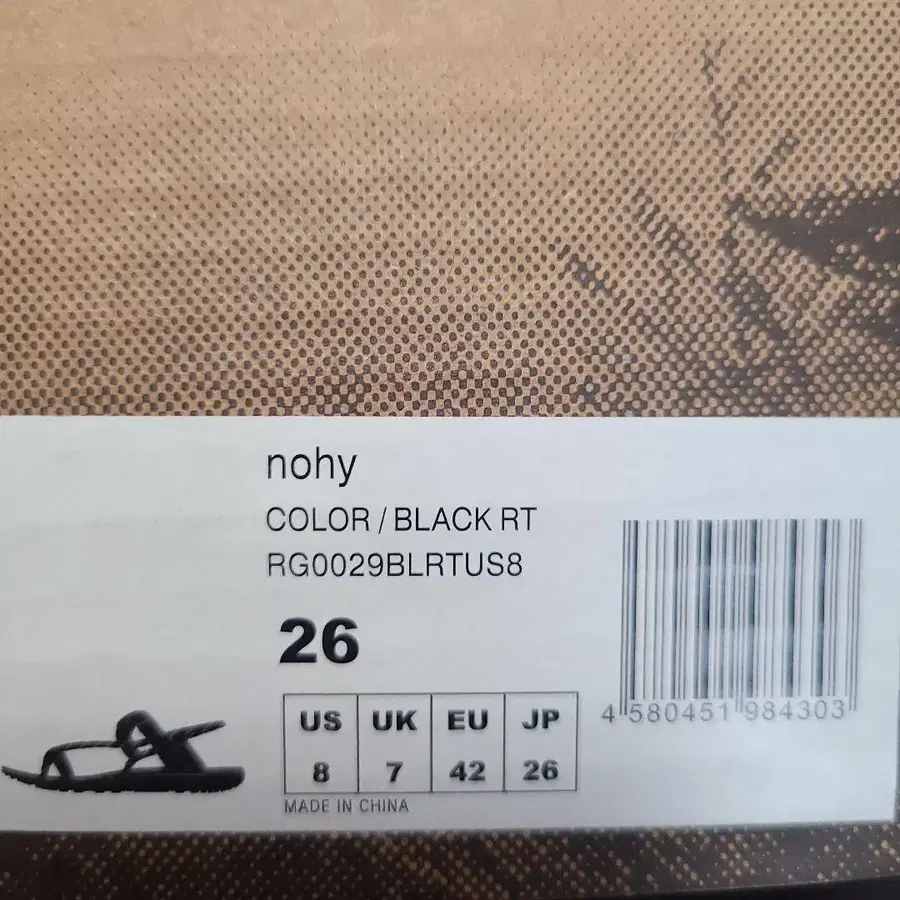 nohy
COLOR / BLACK RT
RG0029BLRTUS8
26
US UK EU JP
8 7 42 26
MADE IN CHINA
4 580451 984303